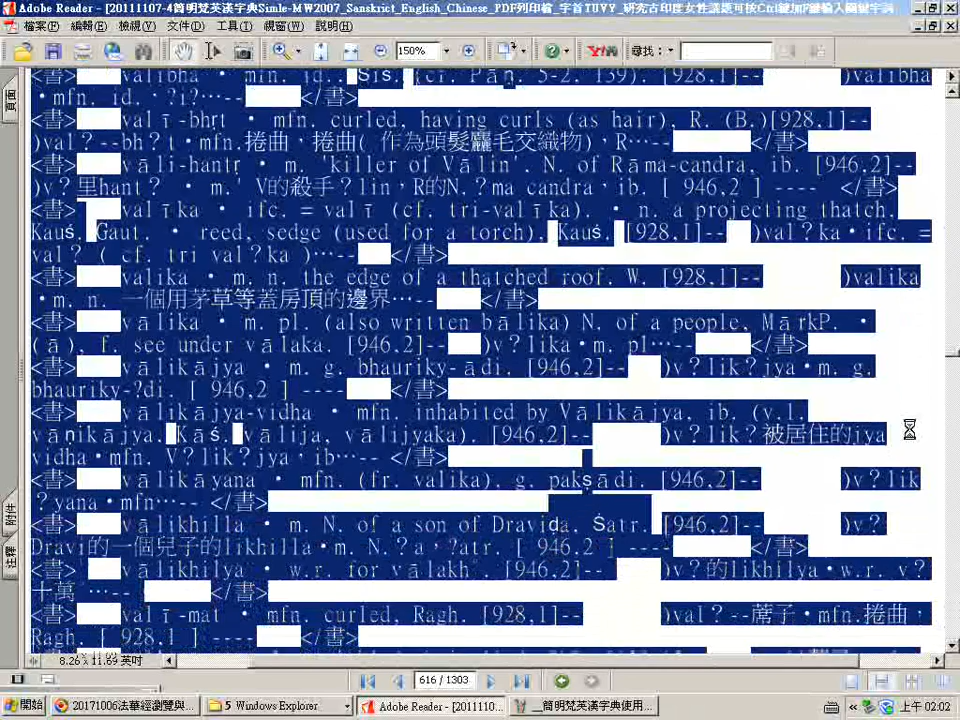 Adobe Reader - [20111107-4簡明梵英漢字典Simle-MW2007_Sanskrit_English_Chinese_PDF列印檔_字首TUVY_研究古印度女性議題可按Ctrl鍵加F鍵輸入關鍵字詞
檔案(F) 編輯(E) 檢視(V) 文件(D) 工具(T) 視窗(W) 說明(H)
150% 尋找：
<書> valibha · mfn. id., Śiś. (cf. Pāṇ. 5-2, 139). [928,1]-- )valibha
·mfn. id.，?i?…-- </書>
<書> valī-bhṛt · mfn. curled, having curls (as hair), R. (B.)[928,1]--
)val？--bh？t·mfn.捲曲，捲曲( 作為頭髮麤毛交織物)，R…-- </書>
<書> vāli-hantṛ · m. 'killer of Vālin', N. of Rāma-candra, ib. [946,2]--
)v？里hant？ · m.' V的殺手？lin，R的N.？ma candra，ib. [ 946,2 ] ---- </書>
<書> valīka · ifc. = valī (cf. tri-valīka). · n. a projecting thatch,
Kauś. Gaut. · reed, sedge (used for a torch), Kauś. [928,1]-- )val？ka·ifc. =
val？ ( cf. tri val？ka )…-- </書>
<書> valika · m. n. the edge of a thatched roof. W. [928,1]-- )valika
·m. n. 一個用茅草等蓋房頂的邊界…-- </書>
<書> vālika · m. pl. (also written bālika) N. of a people, MārkP. ·
(ā), f. see under vālaka. [946,2]-- )v？lika·m. pl…-- </書>
<書> vālikājya · m. g. bhauriky-ādi. [946,2]-- )v？lik？jya·m. g.
bhauriky-?di. [ 946,2 ] ---- </書>
<書> vālikājya-vidha · mfn. inhabited by Vālikājya, ib. (v.l.
vāṇikājya, Kāś. vālija, vālijyaka). [946,2]-- )v？lik？被居住的jya
vidha·mfn. V？lik？jya，ib…-- </書>
<書> vālikāyana · mfn. (fr. valika). g. pakṣādi. [946,2]-- )v？lik
？yana·mfn…-- </書>
<書> vālikhilla · m. N. of a son of Draviḍa, Śatr. [946,2]-- )v？
Dravi的一個兒子的likhilla·m. N.？a，?atr. [ 946,2 ] ---- </書>
<書> vālikhilya · w.r. for vālakh°. [946,2]-- )v？的likhilya·w.r. v？
十萬 …-- </書>
<書> valī-mat · mfn. curled, Ragh. [928,1]-- )val？--蓆子·mfn.捲曲，
Ragh. [ 928,1 ] ---- </書>
頁面
附件
注釋
8.26 x 11.69 英吋
616 / 1303
開始 20171006法華經瀏覽與... 5 Windows Explorer Adobe Reader - [2011110... __簡明梵英漢字典使用... 上午 02:02